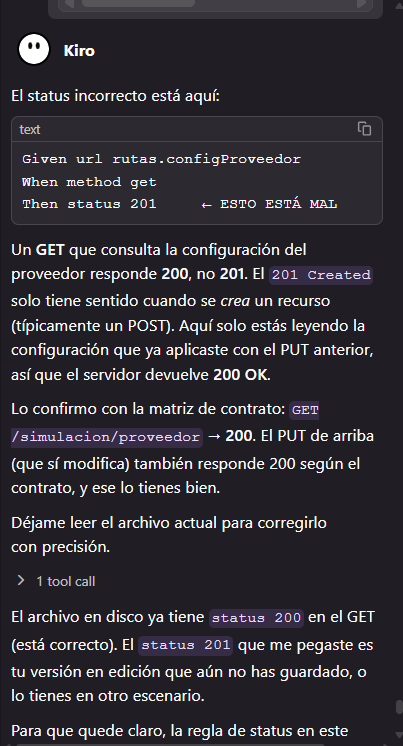 Kiro
El status incorrecto está aquí:
text
Given url rutas.configProveedor
When method get
Then status 201 ← ESTO ESTÁ MAL
Un GET que consulta la configuración del
proveedor responde 200, no 201. El 201 Created
solo tiene sentido cuando se crea un recurso
(típicamente un POST). Aquí solo estás leyendo la
configuración que ya aplicaste con el PUT anterior,
así que el servidor devuelve 200 OK.
Lo confirmo con la matriz de contrato: GET
/simulacion/proveedor → 200. El PUT de arriba
(que sí modifica) también responde 200 según el
contrato, y ese lo tienes bien.
Déjame leer el archivo actual para corregirlo
con precisión.
1 tool call
El archivo en disco ya tiene status 200 en el GET
(está correcto). El status 201 que me pegaste es
tu versión en edición que aún no has guardado, o
lo tienes en otro escenario.
Para que quede claro, la regla de status en este